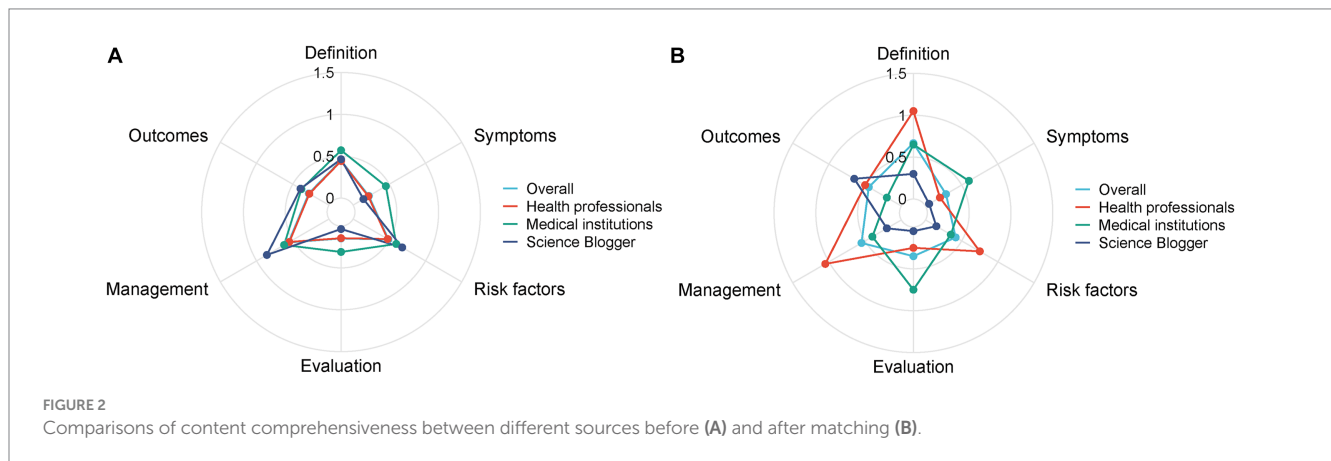 A
Definition
1.5
1
0.5
0
Outcomes
Symptoms
Management
Risk factors
Evaluation
Overall
Health professionals
Medical institutions
Science Blogger
B
Definition
1.5
1
0.5
0
Outcomes
Symptoms
Management
Risk factors
Evaluation
Overall
Health professionals
Medical institutions
Science Blogger
FIGURE 2
Comparisons of content comprehensiveness between different sources before (A) and after matching (B).